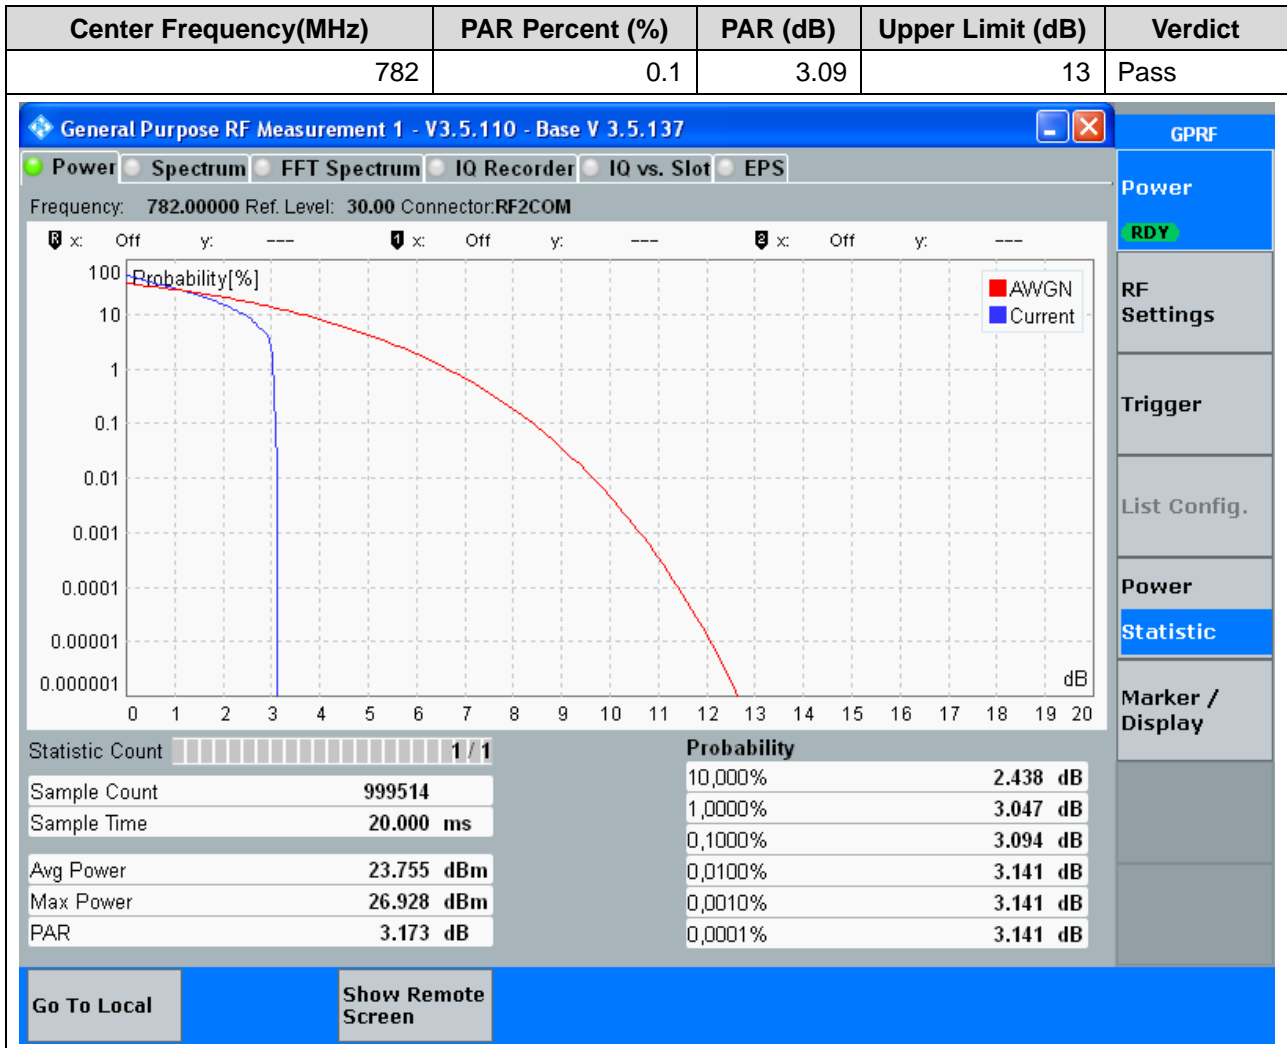 Center Frequency(MHz) PAR Percent (%) PAR (dB) Upper Limit (dB) Verdict
782 0.1 3.09 13 Pass
General Purpose RF Measurement 1 - V3.5.110 - Base V 3.5.137
GPRF
Power Spectrum FFT Spectrum IQ Recorder IQ vs. Slot EPS
Frequency: 782.00000 Ref. Level: 30.00 Connector:RF2COM
R x: Off y: --- 1 x: Off y: --- 2 x: Off y: ---
Probability[%]
100
10
1
0.1
0.01
0.001
0.0001
0.00001
0.000001
AWGN
Current
dB
0 1 2 3 4 5 6 7 8 9 10 11 12 13 14 15 16 17 18 19 20
Statistic Count 1 / 1
Sample Count 999514
Sample Time 20.000 ms
Avg Power 23.755 dBm
Max Power 26.928 dBm
PAR 3.173 dB
Probability
10,000% 2.438 dB
1,0000% 3.047 dB
0,1000% 3.094 dB
0,0100% 3.141 dB
0,0010% 3.141 dB
0,0001% 3.141 dB
Power
RDY
RF
Settings
Trigger
List Config.
Power
Statistic
Marker /
Display
Go To Local
Show Remote
Screen